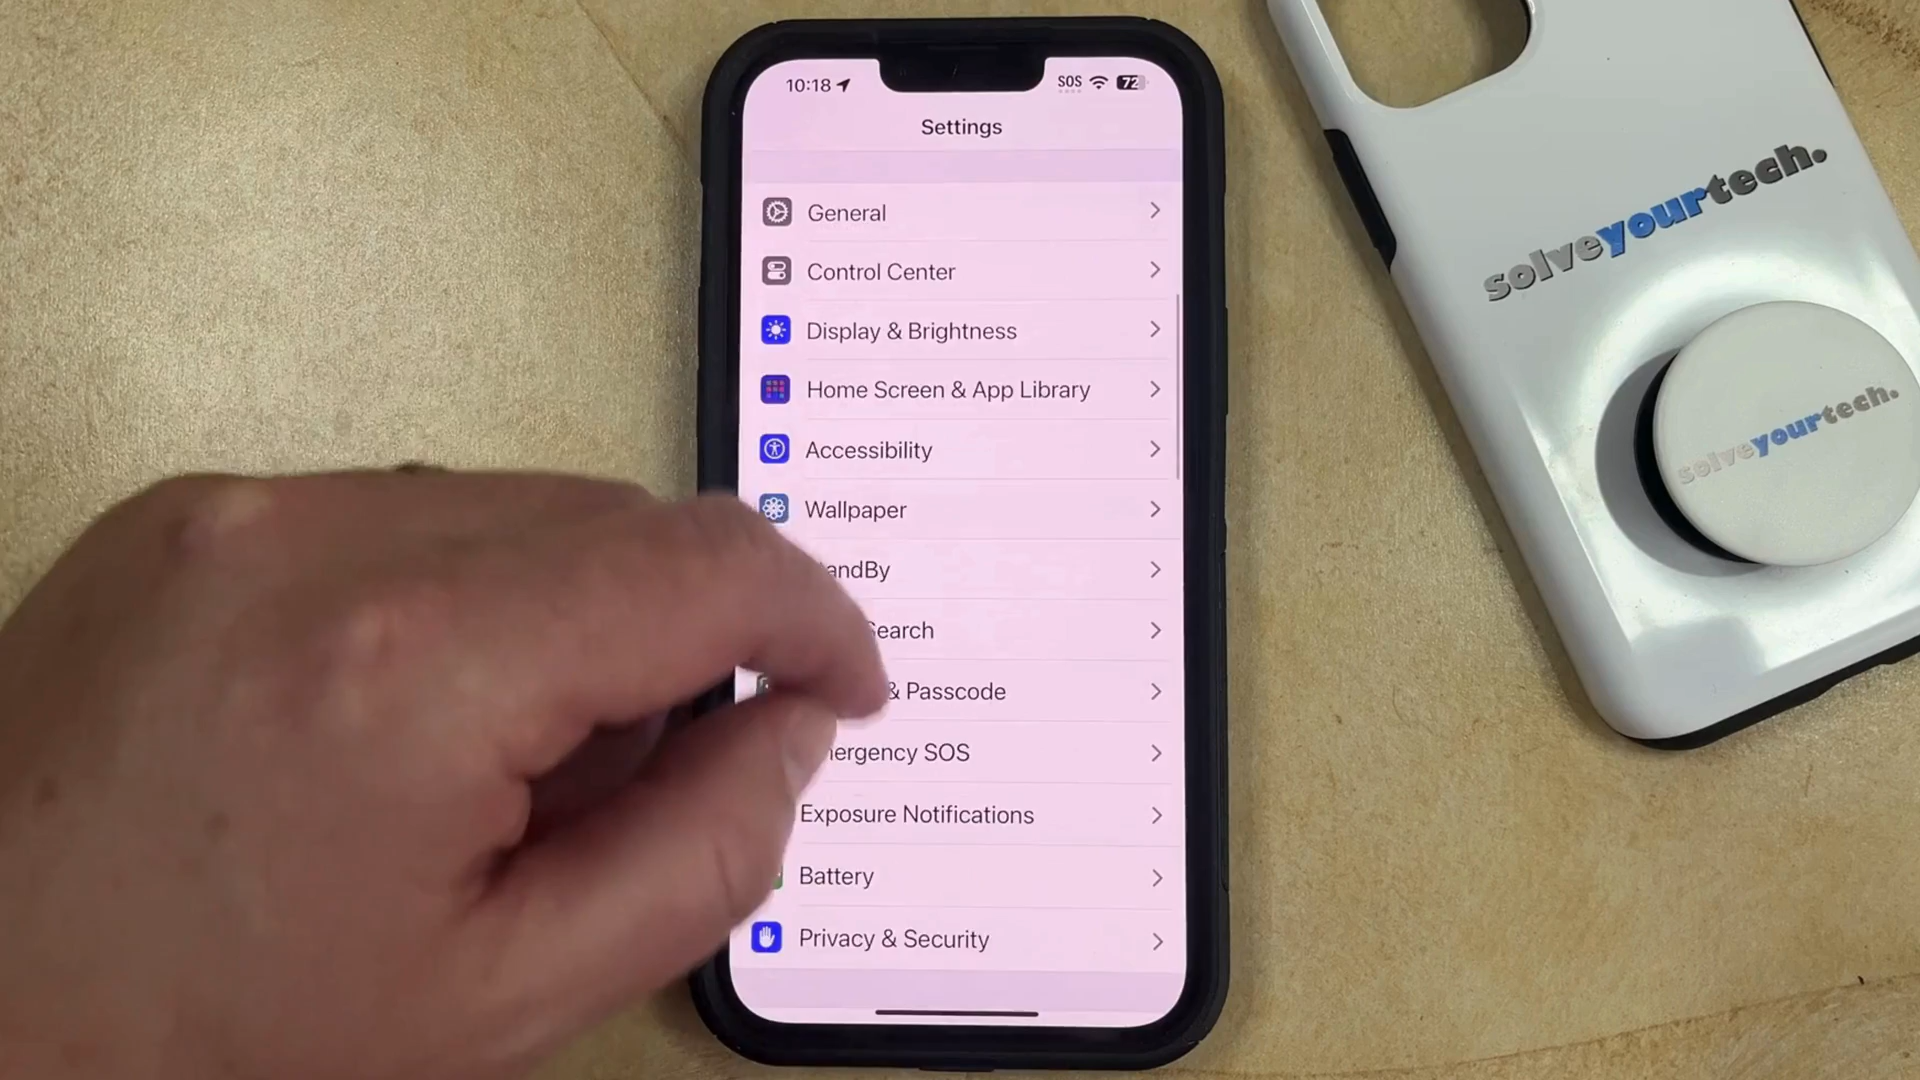 10:18
SOS
72
Settings
General
Control Center
Display & Brightness
Home Screen & App Library
Accessibility
Wallpaper
andBy
Search
& Passcode
ergency SOS
Exposure Notifications
Battery
Privacy & Security
solveyourtech.
solveyourtech.